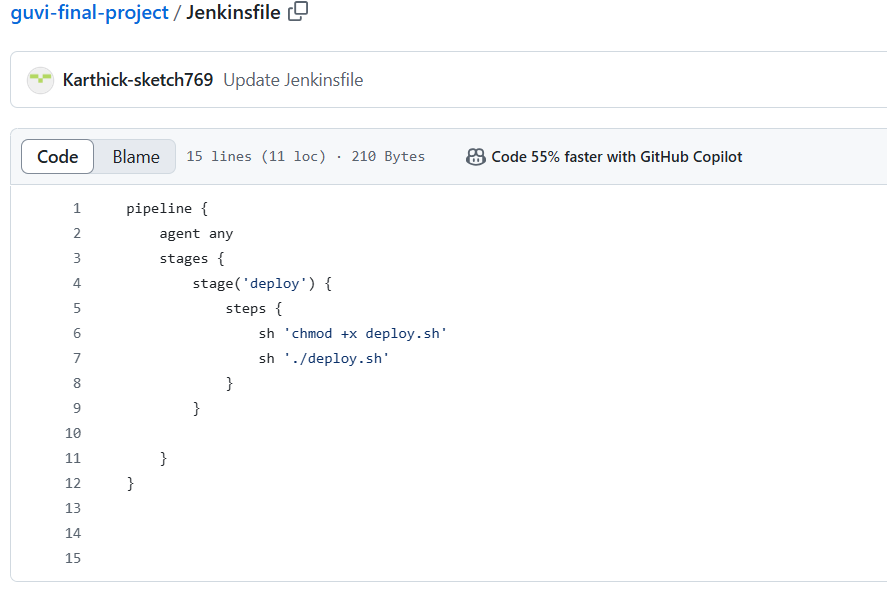 guvi-final-project / Jenkinsfile
Karthick-sketch769 Update Jenkinsfile
Code Blame 15 lines (11 loc) · 210 Bytes Code 55% faster with GitHub Copilot
1 pipeline {
2     agent any
3     stages {
4         stage('deploy') {
5             steps {
6                 sh 'chmod +x deploy.sh'
7                 sh './deploy.sh'
8             }
9         }
10
11     }
12 }
13
14
15